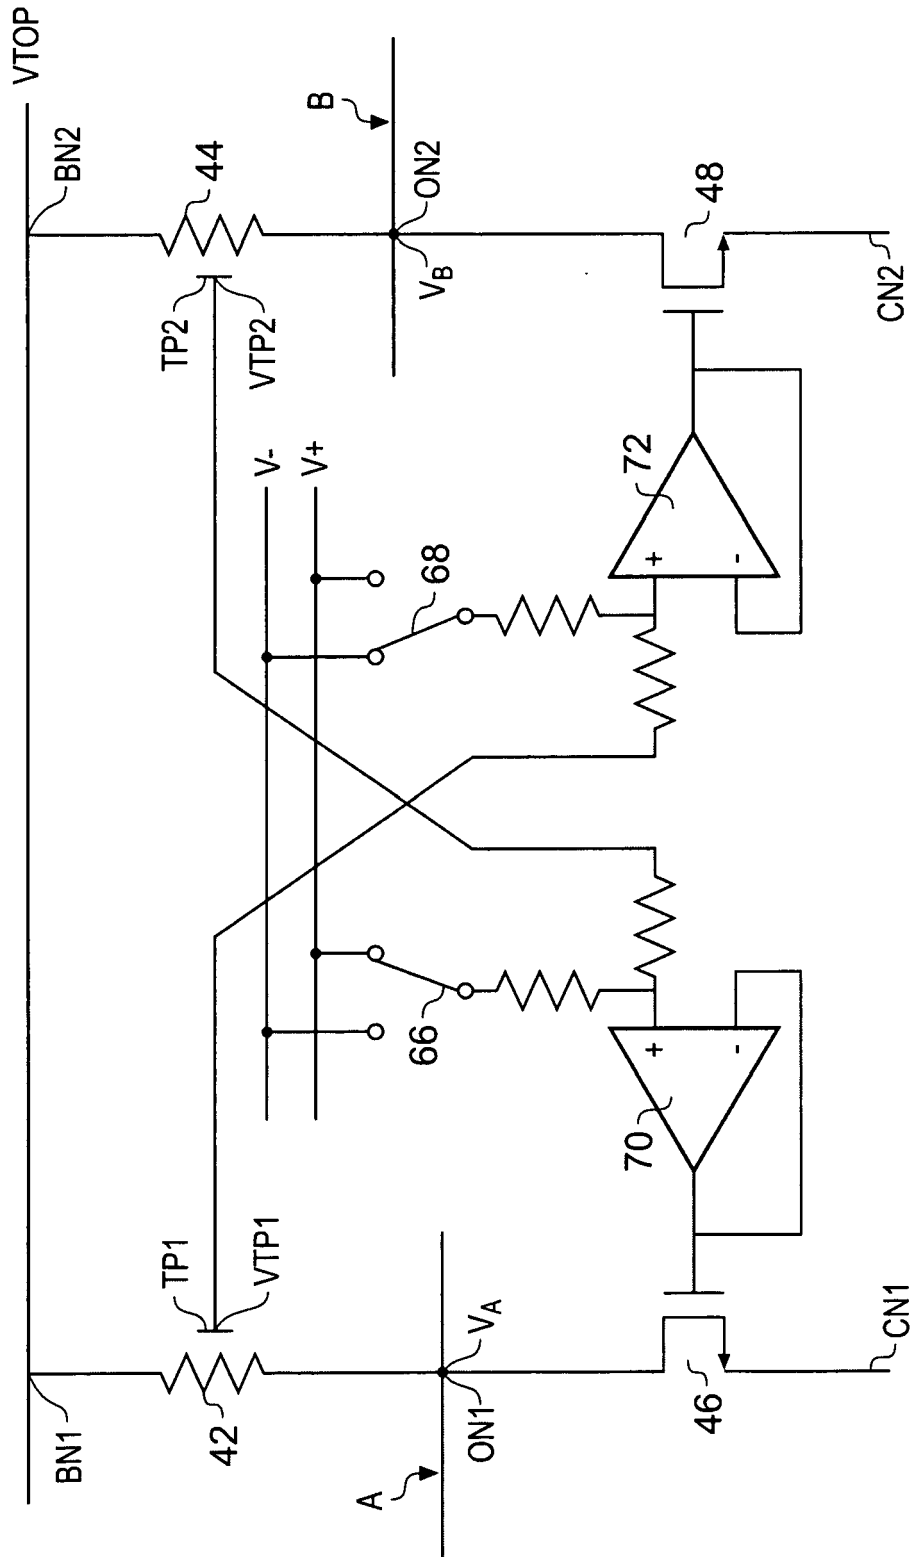 VTOP
BN1
BN2
42
TP1
VTP1
TP2
VTP2
44
V-
V+
A
ON1
VA
B
ON2
VB
66
68
70
+
-
72
+
-
46
CN1
48
CN2